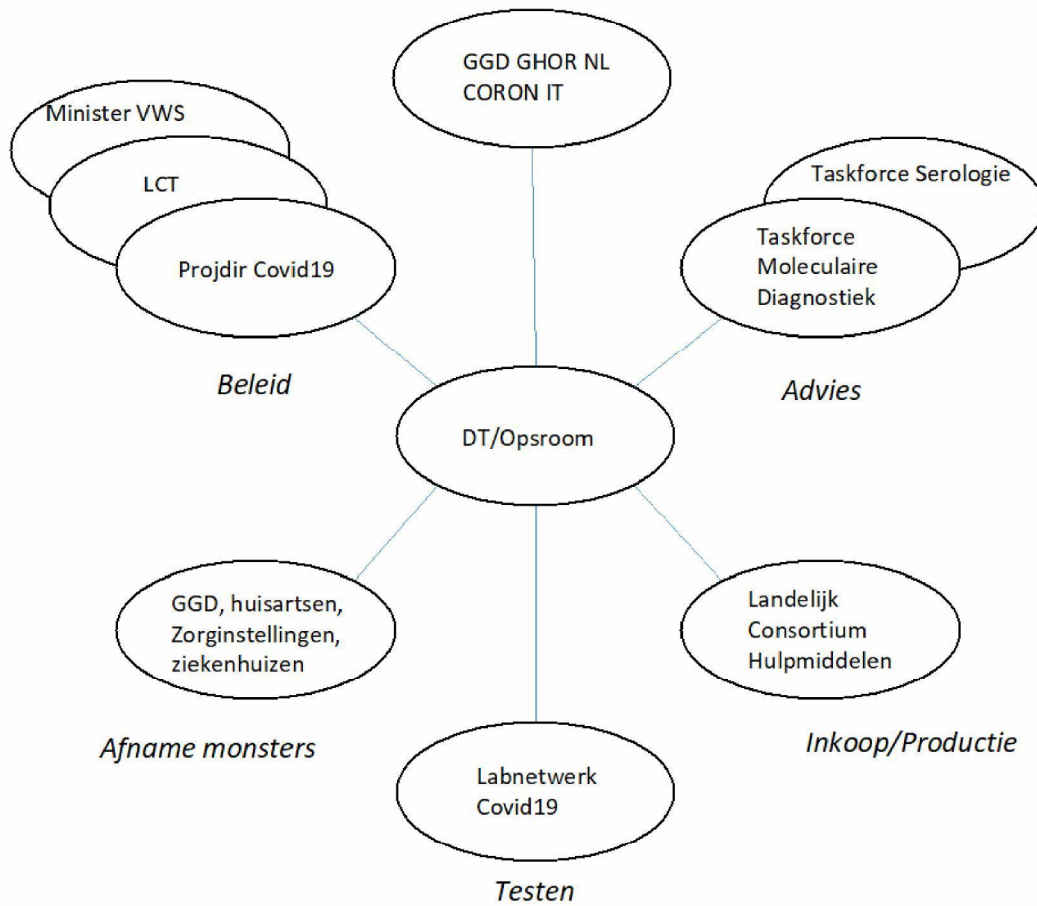 GGD GHOR NL
CORON IT
Minister VWS
LCT
Projdir Covid19
Beleid
Taskforce Serologie
Taskforce
Moleculaire
Diagnostiek
Advies
DT/Opsroom
GGD, huisartsen,
Zorginstellingen,
ziekenhuizen
Afname monsters
Landelijk
Consortium
Hulpmiddelen
Inkoop/Productie
Labnetwerk
Covid19
Testen